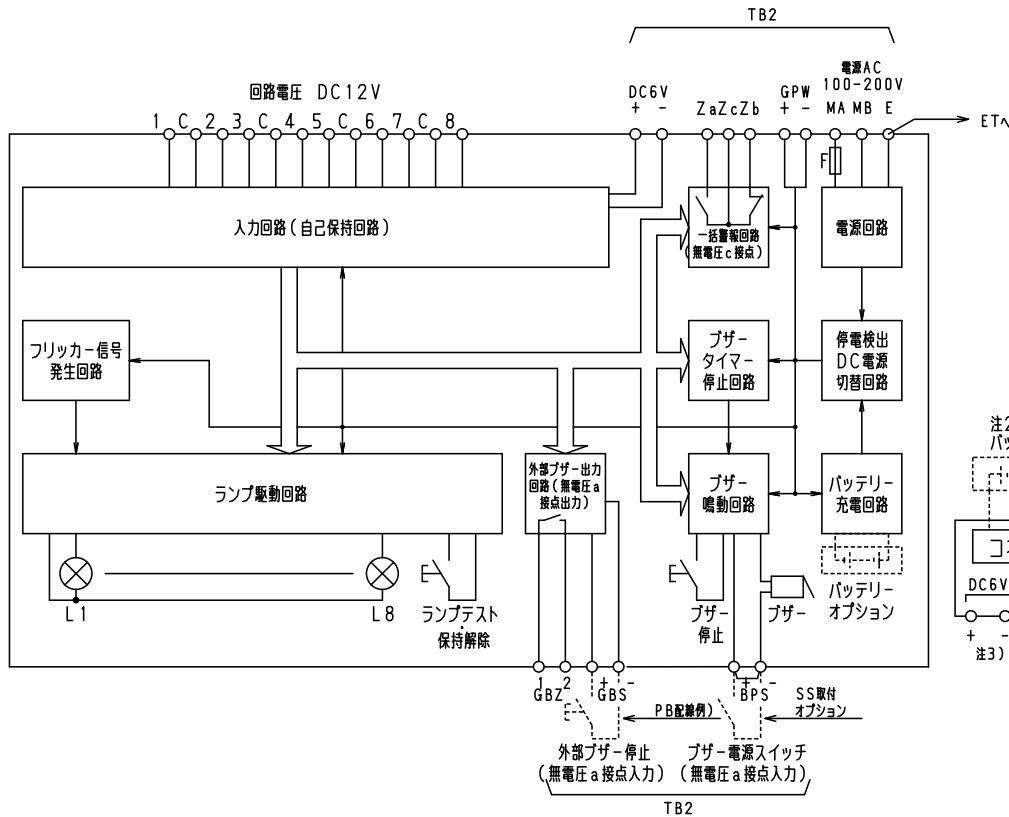 TB2
電源AC
100-200V
回路電圧 DC12V
DC6V
+ -
ZaZcZb
GPW
+ -
MA MB E
1 C 2 3 C 4 5 C 6 7 C 8
ETへ
F
入力回路(自己保持回路)
一括警報回路
(無電圧c接点)
電源回路
フリッカー信号
発生回路
ブザー
タイマー
停止回路
停電検出
DC電源
切替回路
ランプ駆動回路
外部ブザー出力
回路(無電圧a
接点出力)
ブザー
鳴動回路
バッテリー
充電回路
L1
L8
ランプテスト
・
保持解除
ブザー
停止
ブザー
バッテリー
オプション
DC6V
+ -
注3)
1 2
GBZ
+ -
GBS
+ -
BPS
PB配線例)
SS取付
オプション
外部ブザー停止
(無電圧a接点入力)
ブザー電源スイッチ
(無電圧a接点入力)
TB2